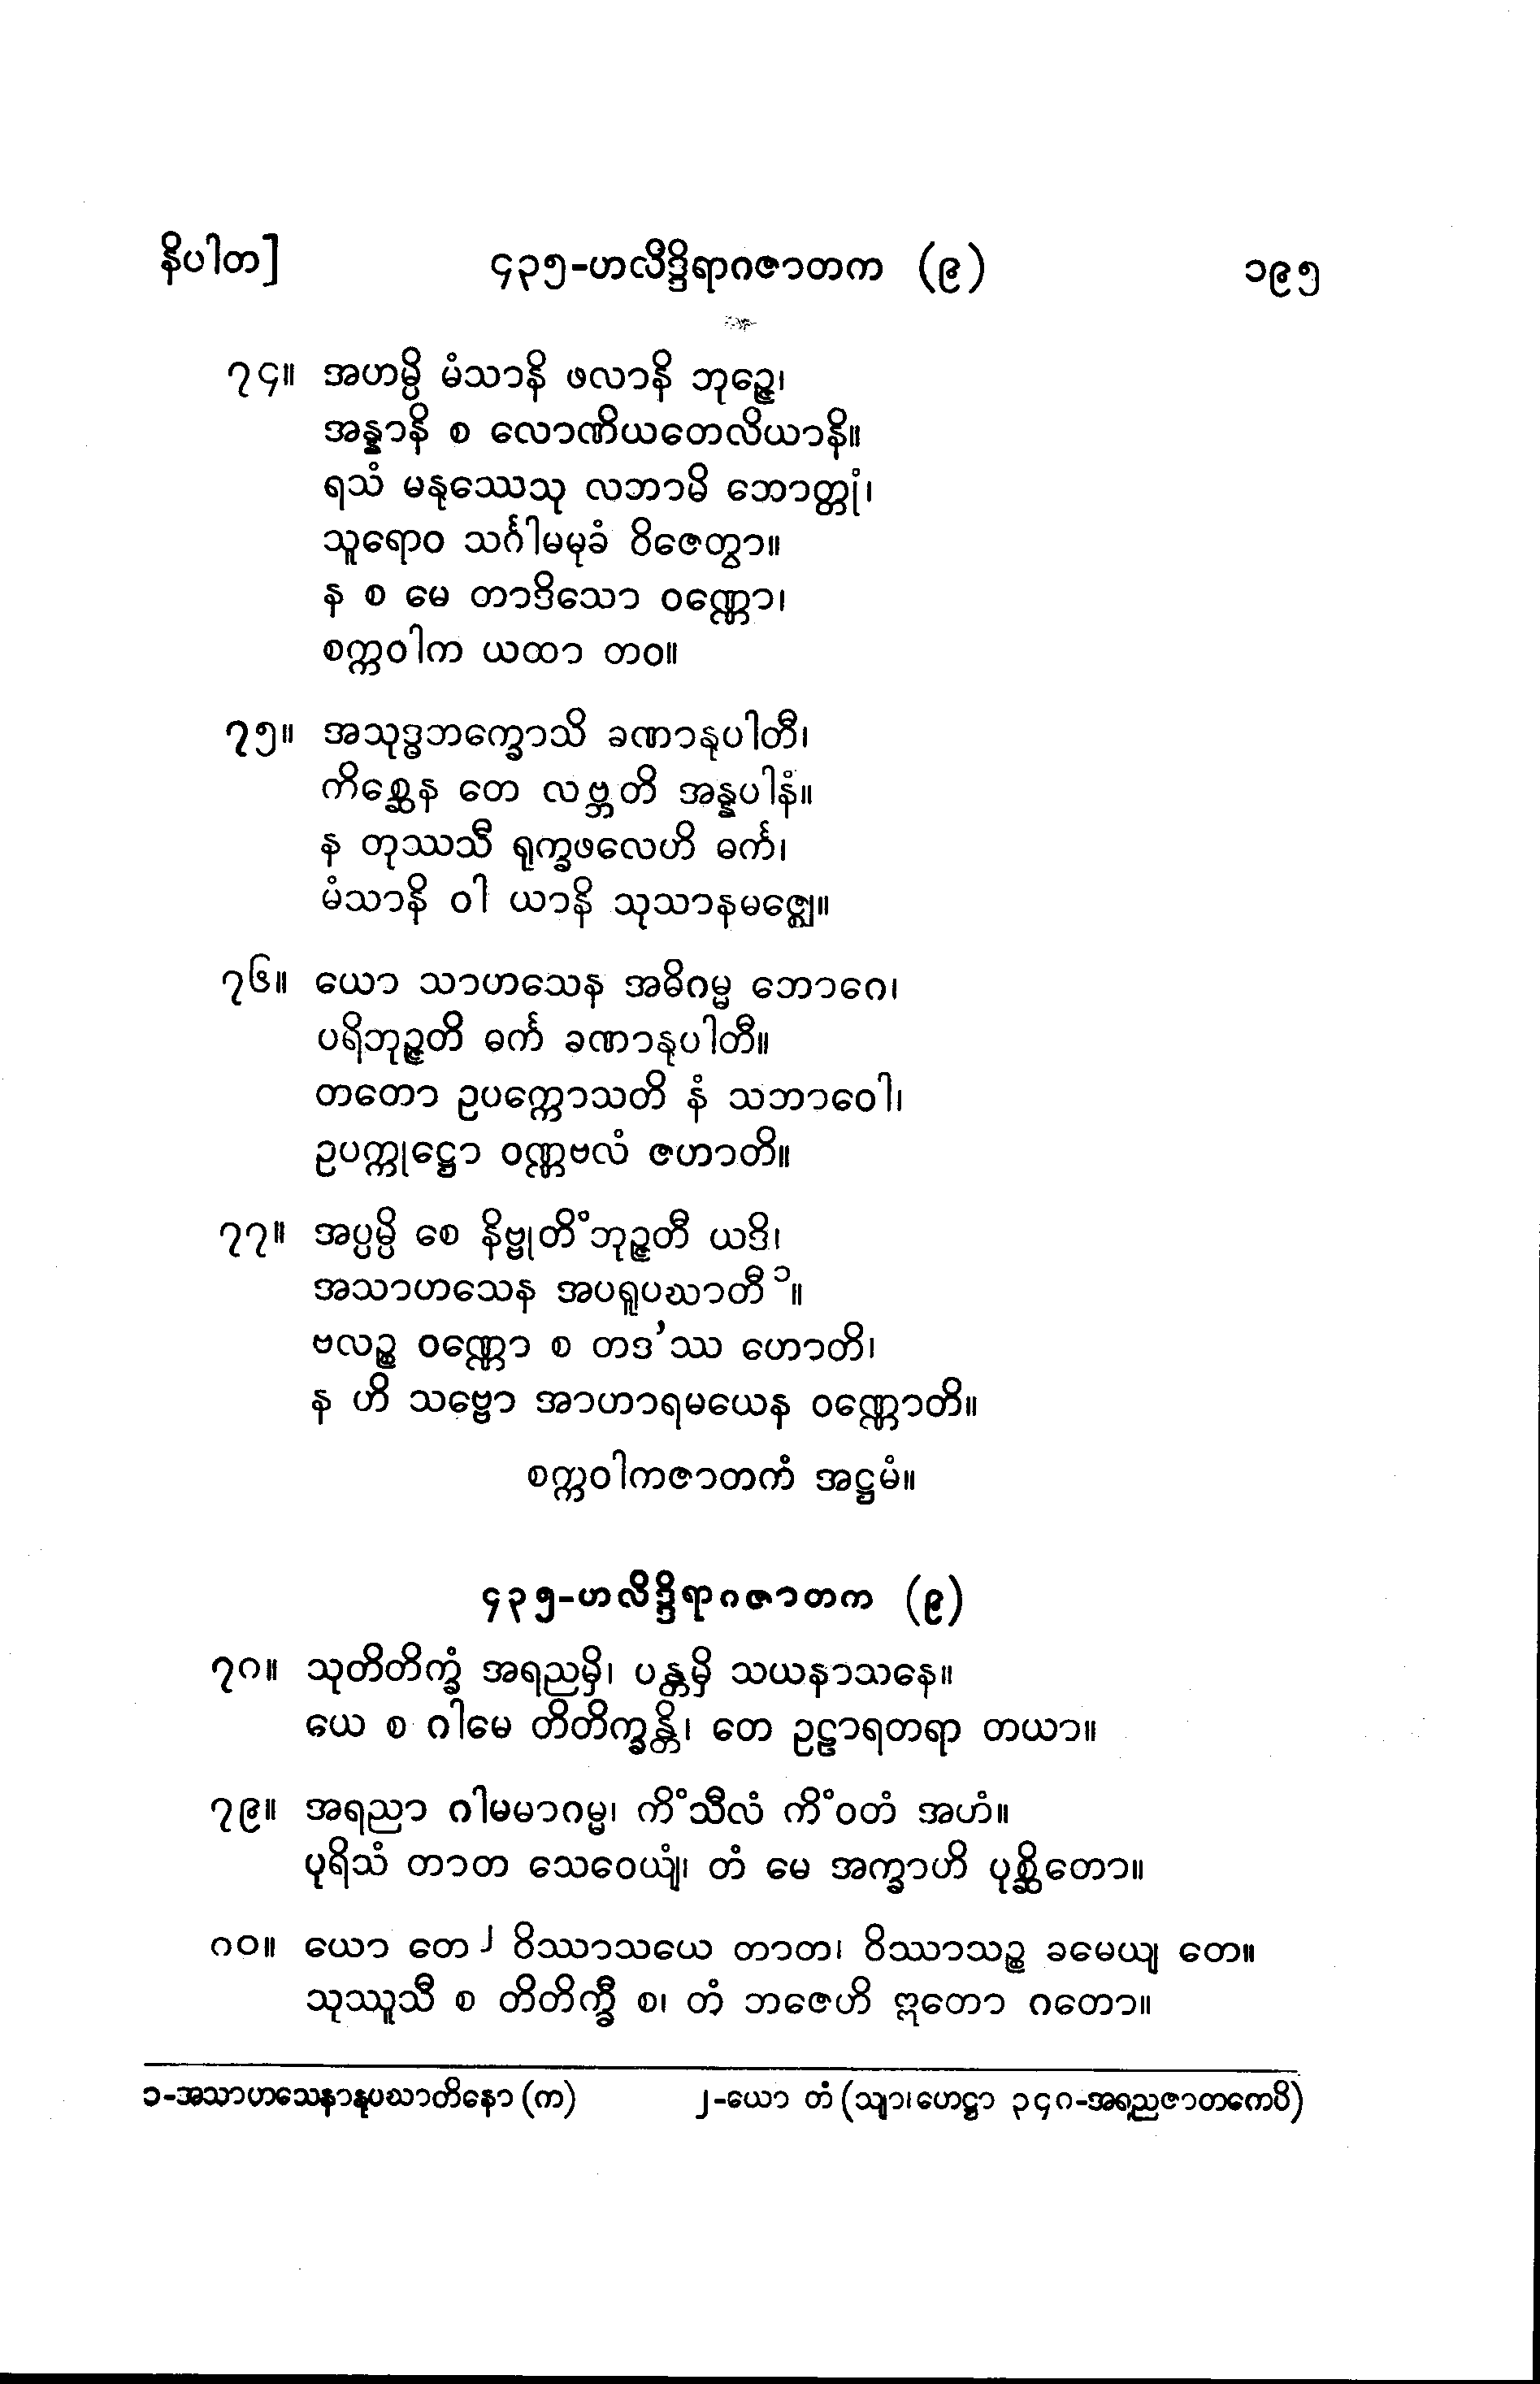 နိပါတ] ၄၃၅-ဟလိဒ္ဒိရာဂဇာတက (၉) ၁၉၅
၇၄။ အဟမ္ပိ မံသာနိ ဖလာနိ ဘုဉ္ဇေ၊
အန္နာနိ စ လောဏိယတေလိယာနိ။
ရသံ မနုဿေသု လဘာမိ ဘောတ္တုံ၊
သူရောဝ သင်္ဂါမမုခံ ဝိဇေတွာ။
န စ မေ တာဒိသော ဝဏ္ဏော၊
စက္ကဝါက ယထာ တဝ။
၇၅။ အသုဒ္ဓဘက္ခောသိ ခဏာနုပါတီ၊
ကိစ္ဆေန တေ လဗ္ဘတိ အန္နပါနံ။
န တုဿသီ ရုက္ခဖလေဟိ ဓင်္က၊
မံသာနိ ဝါ ယာနိ သုသာနမဇ္ဈေ။
၇၆။ ယော သာဟသေန အဓိဂမ္မ ဘောဂေ၊
ပရိဘုဉ္ဇတိ ဓင်္က ခဏာနုပါတီ။
တတော ဥပက္ကောသတိ နံ သဘာဝေါ၊
ဥပက္ကုဋ္ဌော ဝဏ္ဏဗလံ ဇဟာတိ။
၇၇။ အပ္ပမ္ပိ စေ နိဗ္ဗုတိံ ဘုဉ္ဇတီ ယဒိ၊
အသာဟသေန အပရူပဃာတီ ၁။
ဗလဉ္စ ဝဏ္ဏော စ တဒ’ဿ ဟောတိ၊
န ဟိ သဗ္ဗော အာဟာရမယေန ဝဏ္ဏောတိ။
စက္ကဝါကဇာတကံ အဋ္ဌမံ။
၄၃၅-ဟလိဒ္ဒိရာဂဇာတက (၉)
၇၈။ သုတိတိက္ခံ အရညမှိ၊ ပန္တမှိ သယနာသနေ။
ယေ စ ဂါမေ တိတိက္ခန္တိ၊ တေ ဥဠာရတရာ တယာ။
၇၉။ အရညာ ဂါမမာဂမ္မ၊ ကိံသီလံ ကိံဝတံ အဟံ။
ပုရိသံ တာတ သေဝေယျံ၊ တံ မေ အက္ခာဟိ ပုစ္ဆိတော။
၈၀။ ယော တေ ၂ ဝိဿာသယေ တာတ၊ ဝိဿာသဉ္စ ခမေယျ တေ။
သုဿူသီ စ တိတိက္ခီ စ၊ တံ ဘဇေဟိ ဣတော ဂတော။
၁-အသာဟသေနာနုပဃာတိနော (က) ၂-ယော တံ (သျာ၊ ဟေဋ္ဌာ ၃၄၈-အရညဇာတကေပိ)